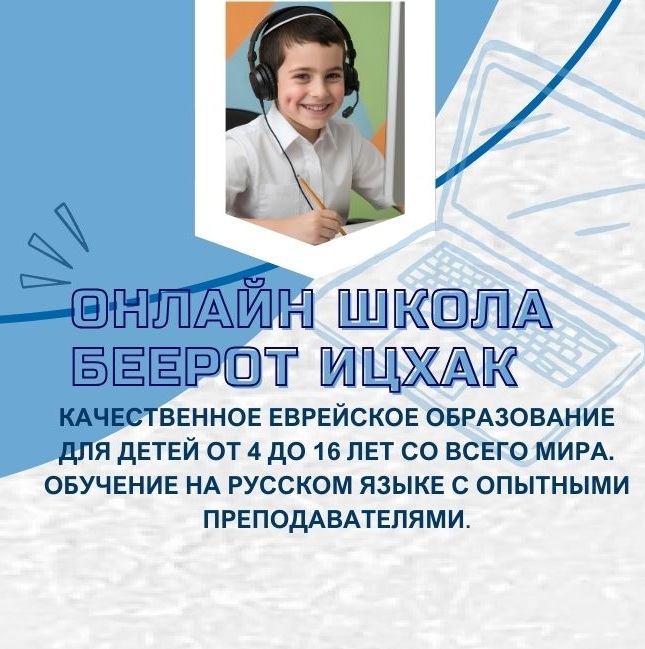 ОНЛАЙН ШКОЛА
БЕЕРОТ ИЦХАК
КАЧЕСТВЕННОЕ ЕВРЕЙСКОЕ ОБРАЗОВАНИЕ
ДЛЯ ДЕТЕЙ ОТ 4 ДО 16 ЛЕТ СО ВСЕГО МИРА.
ОБУЧЕНИЕ НА РУССКОМ ЯЗЫКЕ С ОПЫТНЫМИ
ПРЕПОДАВАТЕЛЯМИ.